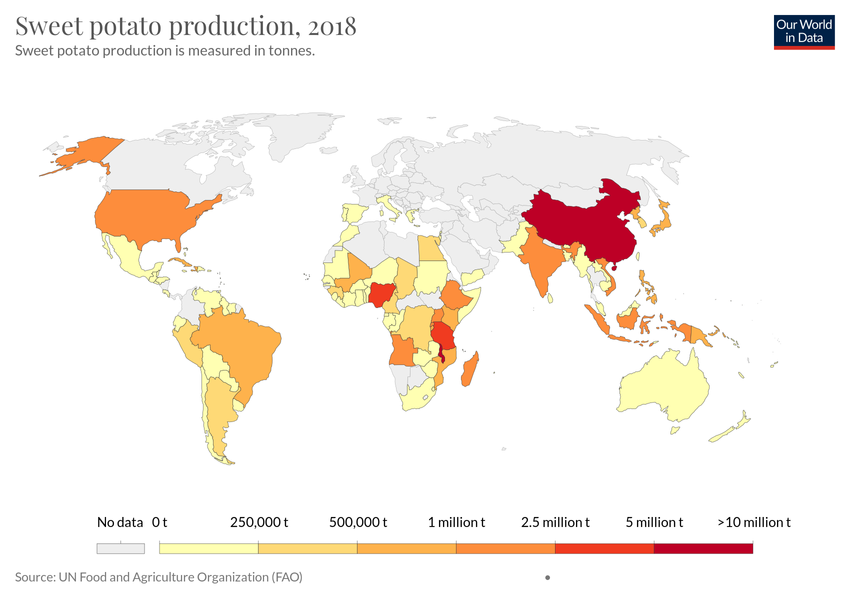 Sweet potato production, 2018
Sweet potato production is measured in tonnes.
Our World
in Data
No data 0 t 250,000 t 500,000 t 1 million t 2.5 million t 5 million t >10 million t
Source: UN Food and Agriculture Organization (FAO)